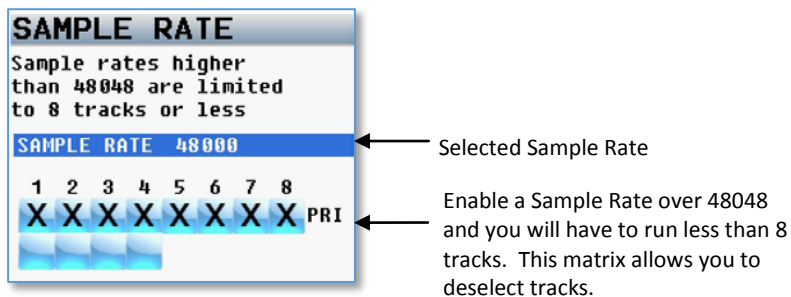 SAMPLE RATE
Sample rates higher
than 48048 are limited
to 8 tracks or less
SAMPLE RATE 48000
1 2 3 4 5 6 7 8
X X X X X X X X PRI
Selected Sample Rate
Enable a Sample Rate over 48048
and you will have to run less than 8
tracks. This matrix allows you to
deselect tracks.